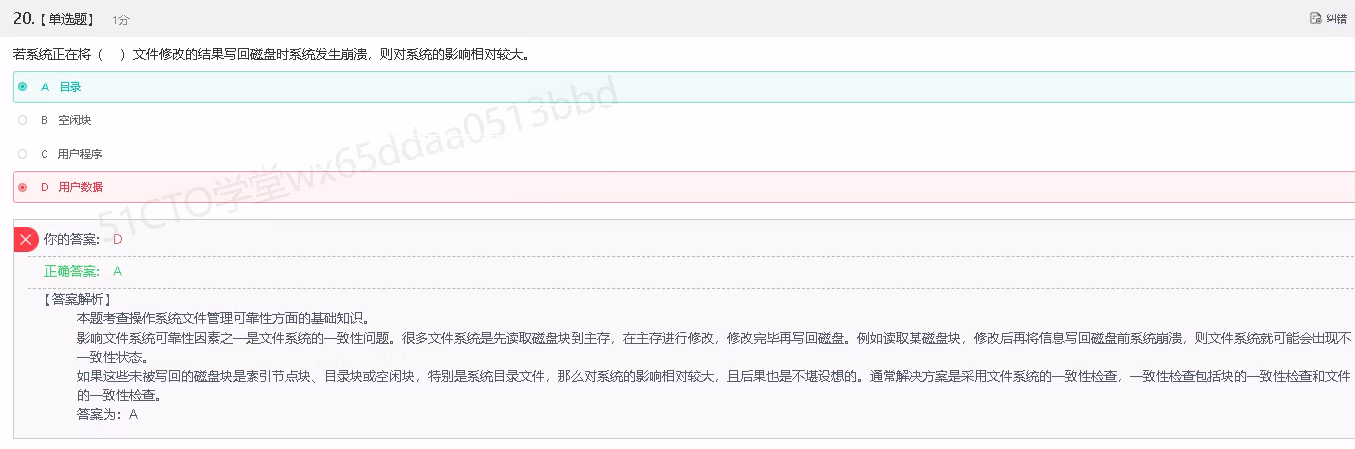 20.【单选题】 1分
纠错
若系统正在将（ ）文件修改的结果写回磁盘时系统发生崩溃，则对系统的影响相对较大。
A 目录
B 空闲块
C 用户程序
D 用户数据
51CTO学堂wx65ddaa0513bbd
你的答案： D
正确答案： A
【答案解析】
本题考查操作系统文件管理可靠性方面的基础知识。
影响文件系统可靠性因素之一是文件系统的一致性问题。很多文件系统是先读取磁盘块到主存，在主存进行修改，修改完毕再写回磁盘。例如读取某磁盘块，修改后再将信息写回磁盘前系统崩溃，则文件系统就可能会出现不
一致性状态。
如果这些未被写回的磁盘块是索引节点块、目录块或空闲块，特别是系统目录文件，那么对系统的影响相对较大，且后果也是不堪设想的。通常解决方案是采用文件系统的一致性检查，一致性检查包括块的一致性检查和文件
的一致性检查。
答案为：A